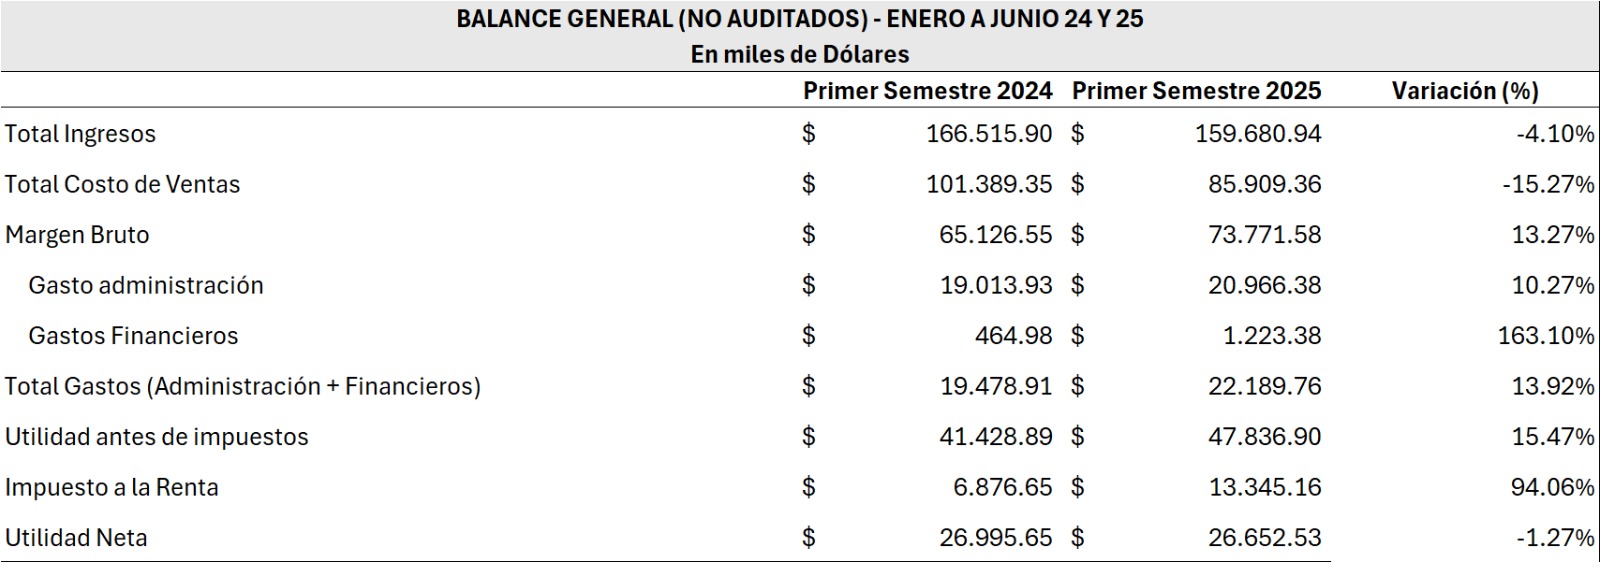 BALANCE GENERAL (NO AUDITADOS) - ENERO A JUNIO 24 Y 25
En miles de Dólares
Primer Semestre 2024 Primer Semestre 2025 Variación (%)
Total Ingresos $ 166.515.90 $ 159.680.94 -4.10%
Total Costo de Ventas $ 101.389.35 $ 85.909.36 -15.27%
Margen Bruto $ 65.126.55 $ 73.771.58 13.27%
Gasto administración $ 19.013.93 $ 20.966.38 10.27%
Gastos Financieros $ 464.98 $ 1.223.38 163.10%
Total Gastos (Administración + Financieros) $ 19.478.91 $ 22.189.76 13.92%
Utilidad antes de impuestos $ 41.428.89 $ 47.836.90 15.47%
Impuesto a la Renta $ 6.876.65 $ 13.345.16 94.06%
Utilidad Neta $ 26.995.65 $ 26.652.53 -1.27%